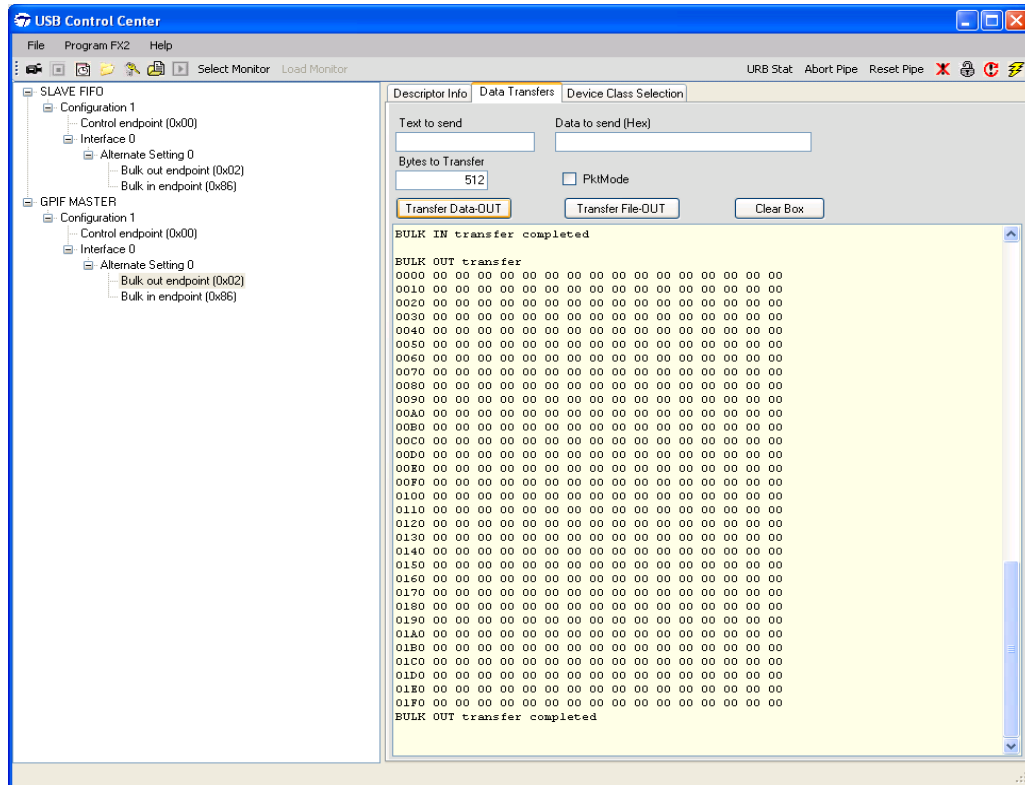 USB Control Center
File Program FX2 Help
Select Monitor Load Monitor URB Stat Abort Pipe Reset Pipe
SLAVE FIFO
Configuration 1
Control endpoint (0x00)
Interface 0
Alternate Setting 0
Bulk out endpoint (0x02)
Bulk in endpoint (0x86)
GPIF MASTER
Configuration 1
Control endpoint (0x00)
Interface 0
Alternate Setting 0
Bulk out endpoint (0x02)
Bulk in endpoint (0x86)
Descriptor Info Data Transfers Device Class Selection
Text to send Data to send (Hex)
Bytes to Transfer
512 PktMode
Transfer Data-OUT Transfer File-OUT Clear Box
BULK IN transfer completed
BULK OUT transfer
0000 00 00 00 00 00 00 00 00 00 00 00 00 00 00 00 00
0010 00 00 00 00 00 00 00 00 00 00 00 00 00 00 00 00
0020 00 00 00 00 00 00 00 00 00 00 00 00 00 00 00 00
0030 00 00 00 00 00 00 00 00 00 00 00 00 00 00 00 00
0040 00 00 00 00 00 00 00 00 00 00 00 00 00 00 00 00
0050 00 00 00 00 00 00 00 00 00 00 00 00 00 00 00 00
0060 00 00 00 00 00 00 00 00 00 00 00 00 00 00 00 00
0070 00 00 00 00 00 00 00 00 00 00 00 00 00 00 00 00
0080 00 00 00 00 00 00 00 00 00 00 00 00 00 00 00 00
0090 00 00 00 00 00 00 00 00 00 00 00 00 00 00 00 00
00A0 00 00 00 00 00 00 00 00 00 00 00 00 00 00 00 00
00B0 00 00 00 00 00 00 00 00 00 00 00 00 00 00 00 00
00C0 00 00 00 00 00 00 00 00 00 00 00 00 00 00 00 00
00D0 00 00 00 00 00 00 00 00 00 00 00 00 00 00 00 00
00E0 00 00 00 00 00 00 00 00 00 00 00 00 00 00 00 00
00F0 00 00 00 00 00 00 00 00 00 00 00 00 00 00 00 00
0100 00 00 00 00 00 00 00 00 00 00 00 00 00 00 00 00
0110 00 00 00 00 00 00 00 00 00 00 00 00 00 00 00 00
0120 00 00 00 00 00 00 00 00 00 00 00 00 00 00 00 00
0130 00 00 00 00 00 00 00 00 00 00 00 00 00 00 00 00
0140 00 00 00 00 00 00 00 00 00 00 00 00 00 00 00 00
0150 00 00 00 00 00 00 00 00 00 00 00 00 00 00 00 00
0160 00 00 00 00 00 00 00 00 00 00 00 00 00 00 00 00
0170 00 00 00 00 00 00 00 00 00 00 00 00 00 00 00 00
0180 00 00 00 00 00 00 00 00 00 00 00 00 00 00 00 00
0190 00 00 00 00 00 00 00 00 00 00 00 00 00 00 00 00
01A0 00 00 00 00 00 00 00 00 00 00 00 00 00 00 00 00
01B0 00 00 00 00 00 00 00 00 00 00 00 00 00 00 00 00
01C0 00 00 00 00 00 00 00 00 00 00 00 00 00 00 00 00
01D0 00 00 00 00 00 00 00 00 00 00 00 00 00 00 00 00
01E0 00 00 00 00 00 00 00 00 00 00 00 00 00 00 00 00
01F0 00 00 00 00 00 00 00 00 00 00 00 00 00 00 00 00
BULK OUT transfer completed